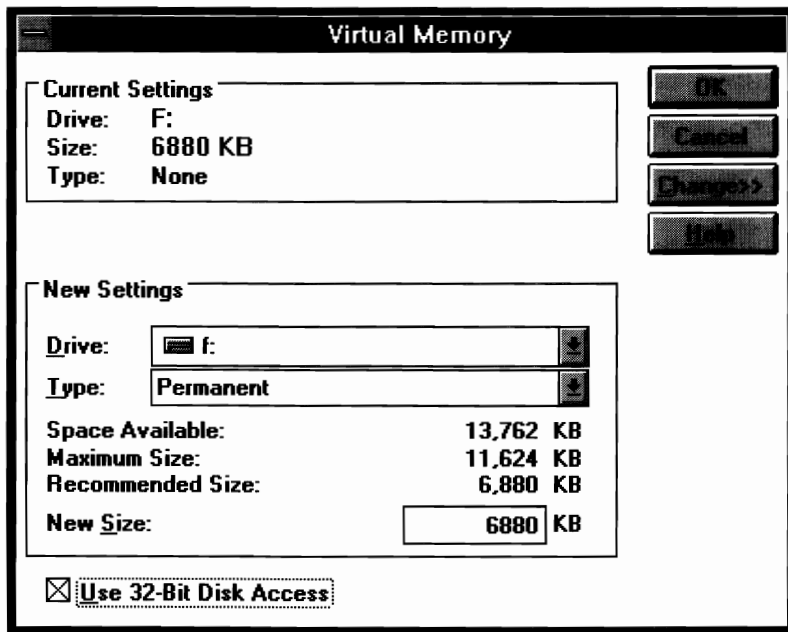 Virtual Memory
Current Settings
Drive: F:
Size: 6880 KB
Type: None
OK
Cancel
Change>>
Help
New Settings
Drive: f:
Type: Permanent
Space Available: 13,762 KB
Maximum Size: 11,624 KB
Recommended Size: 6,880 KB
New Size: 6880 KB
Use 32-Bit Disk Access